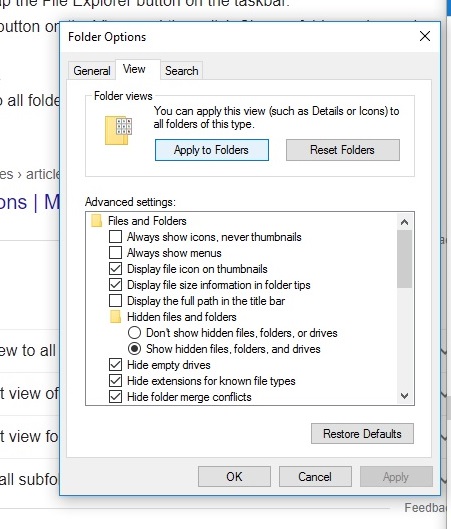 the File Explorer button on the taskbar.
button on
Folder Options
General View Search
Folder views
You can apply this view (such as Details or Icons) to
all folders of this type.
Apply to Folders Reset Folders
o all folde
es › article
ons | M
Advanced settings:
Files and Folders
Always show icons, never thumbnails
Always show menus
Display file icon on thumbnails
Display file size information in folder tips
Display the full path in the title bar
Hidden files and folders
Don't show hidden files, folders, or drives
Show hidden files, folders, and drives
Hide empty drives
Hide extensions for known file types
Hide folder merge conflicts
ew to all
t view of
t view fo
all subfo
Restore Defaults
OK Cancel Apply
Feedba